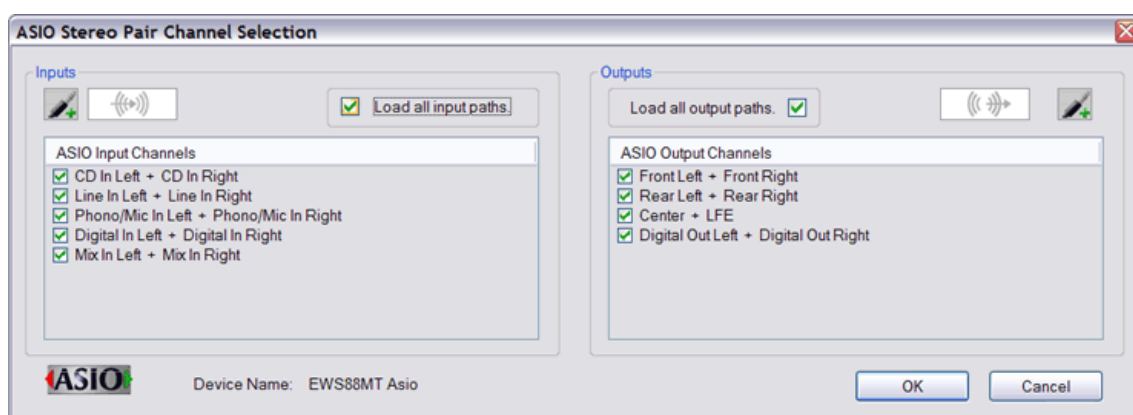 ASIO Stereo Pair Channel Selection
Inputs
Load all input paths.
ASIO Input Channels
CD In Left + CD In Right
Line In Left + Line In Right
Phono/Mic In Left + Phono/Mic In Right
Digital In Left + Digital In Right
Mix In Left + Mix In Right
Outputs
Load all output paths.
ASIO Output Channels
Front Left + Front Right
Rear Left + Rear Right
Center + LFE
Digital Out Left + Digital Out Right
ASIO
Device Name: EWS88MT Asio
OK
Cancel